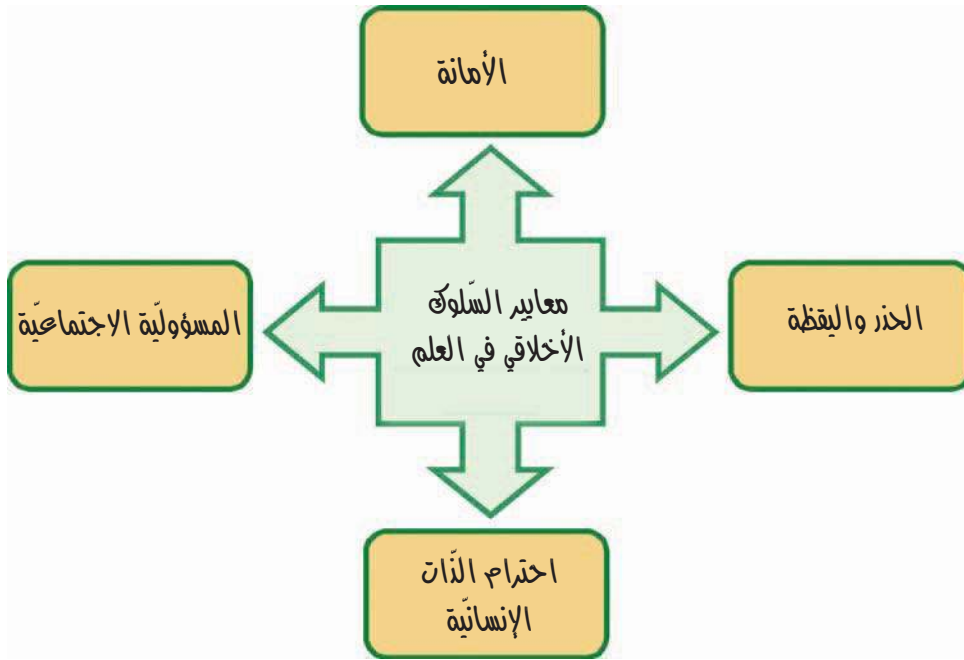 الأمانة
الحذر واليقظة
معايير السّلوك
الأخلاقي في العلم
المسؤوليّة الاجتماعيّة
احترام الذّات
الإنسانيّة